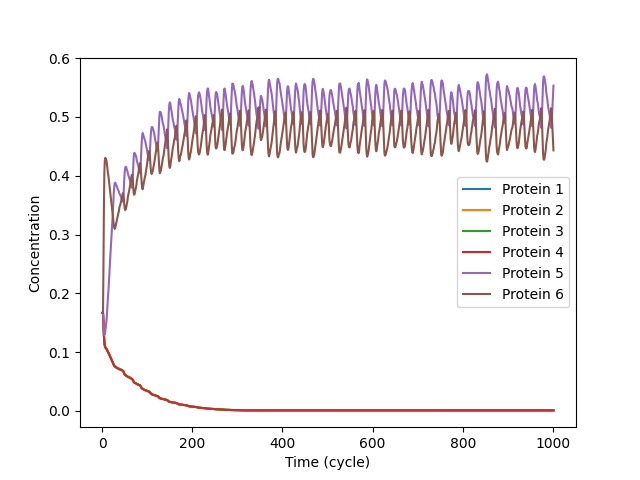 0.6
0.5
0.4
0.3
0.2
0.1
0.0
Concentration
Protein 1
Protein 2
Protein 3
Protein 4
Protein 5
Protein 6
0 200 400 600 800 1000
Time (cycle)